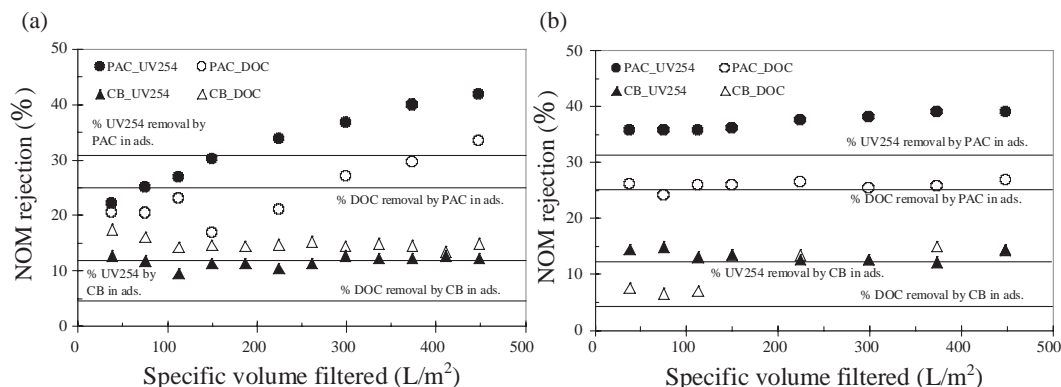 (a)
NOM rejection (%)
50
40
30
20
10
0
PAC_UV254
PAC_DOC
CB_UV254
CB_DOC
% UV254 removal by
PAC in ads.
% DOC removal by PAC in ads.
% UV254 by
CB in ads.
% DOC removal by CB in ads.
0 100 200 300 400 500
Specific volume filtered (L/m²)
(b)
NOM rejection (%)
50
40
30
20
10
0
PAC_UV254
PAC_DOC
CB_UV254
CB_DOC
% UV254 removal by PAC in ads.
% DOC removal by PAC in ads.
% UV254 removal by CB in ads.
% DOC removal by CB in ads.
0 100 200 300 400 500
Specific volume filtered (L/m²)